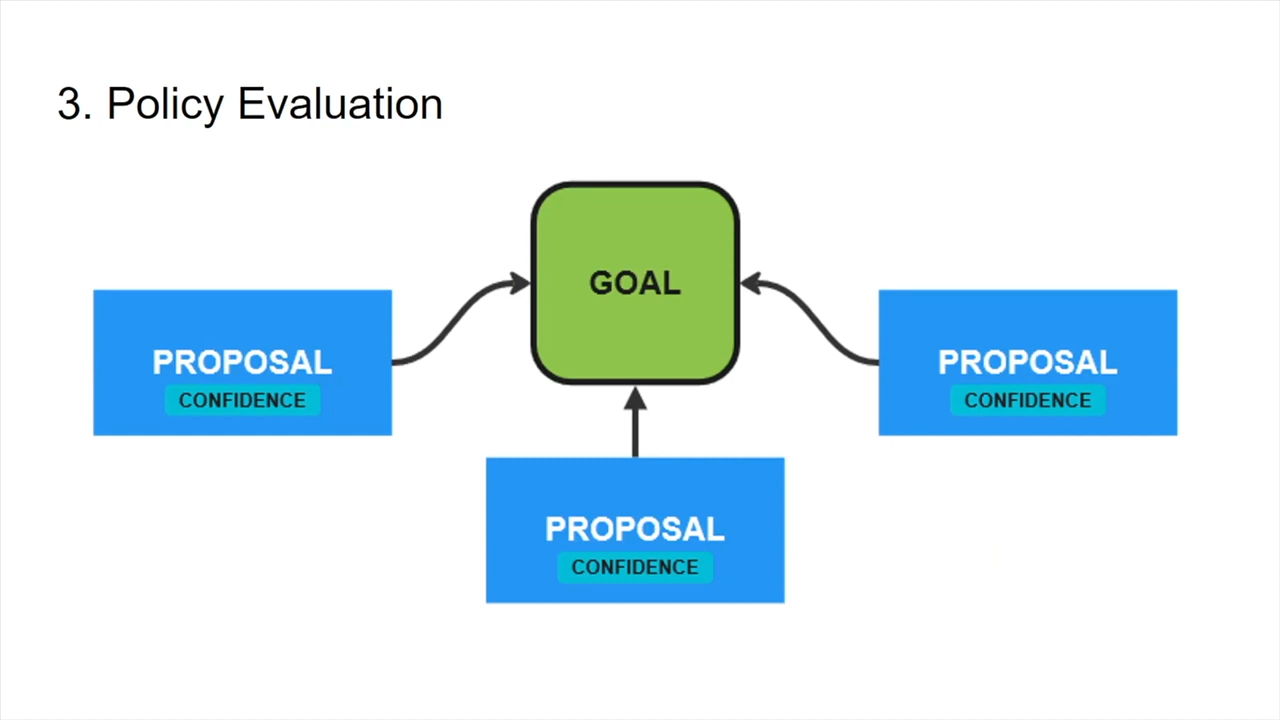 3. Policy Evaluation
GOAL
PROPOSAL
CONFIDENCE
PROPOSAL
CONFIDENCE
PROPOSAL
CONFIDENCE